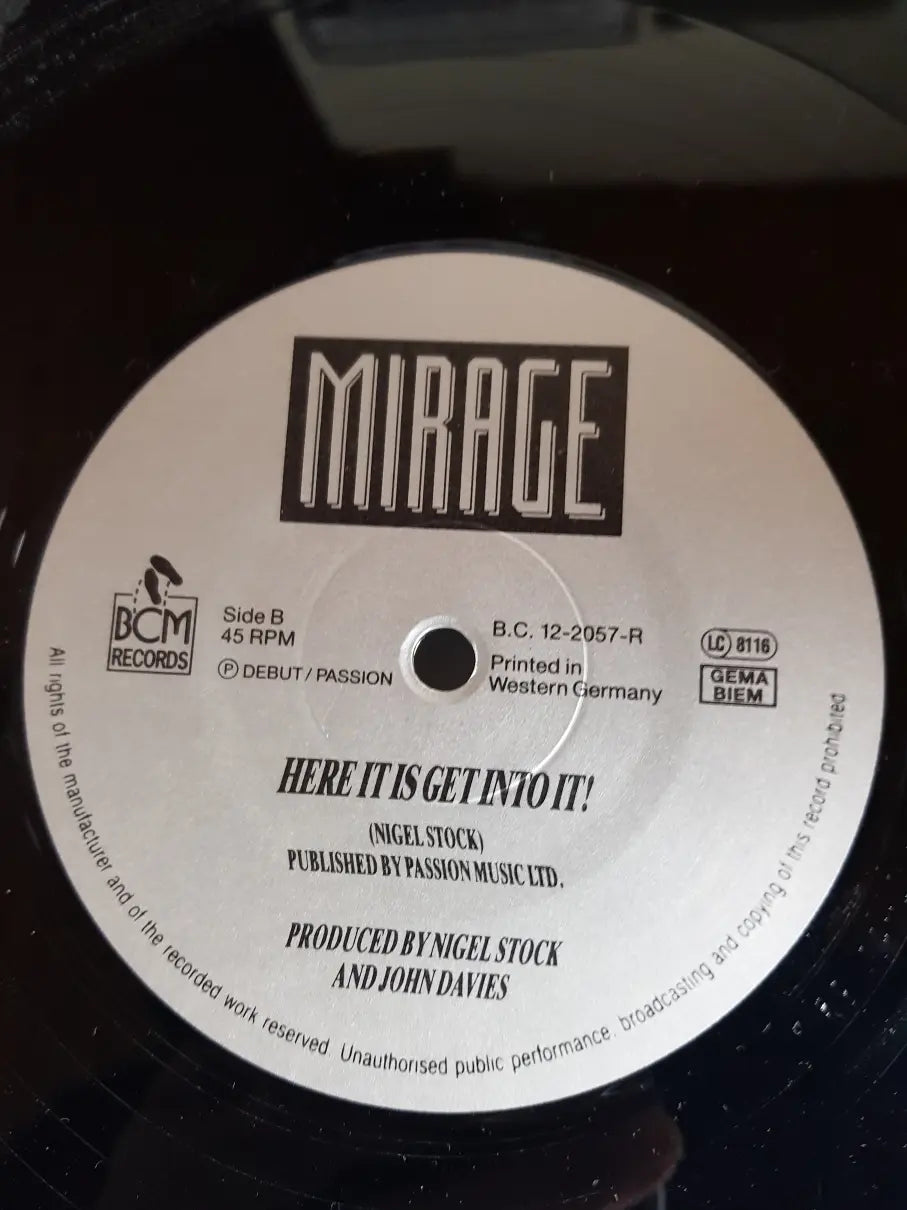 MIRAGE
BCM
RECORDS
Side B
45 RPM
Ⓟ DEBUT / PASSION
B.C. 12-2057-R
Printed in
Western Germany
LC 8116
GEMA
BIEM
HERE IT IS GET INTO IT!
(NIGEL STOCK)
PUBLISHED BY PASSION MUSIC LTD.
PRODUCED BY NIGEL STOCK
AND JOHN DAVIES
All rights of the manufacturer and of the recorded work reserved. Unauthorised public performance, broadcasting and copying of this record prohibited